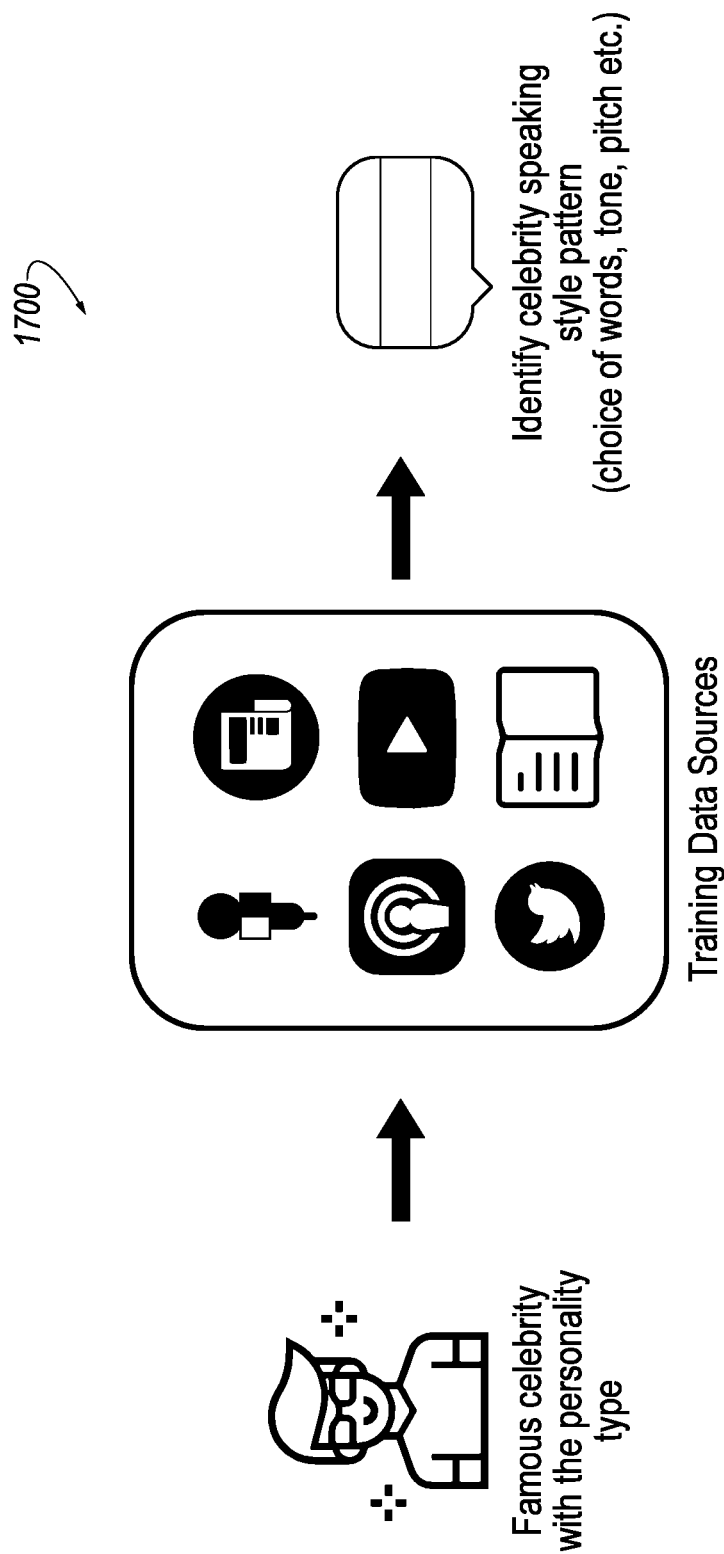 1700
Famous celebrity
with the personality
type
Training Data Sources
Identify celebrity speaking
style pattern
(choice of words, tone, pitch etc.)